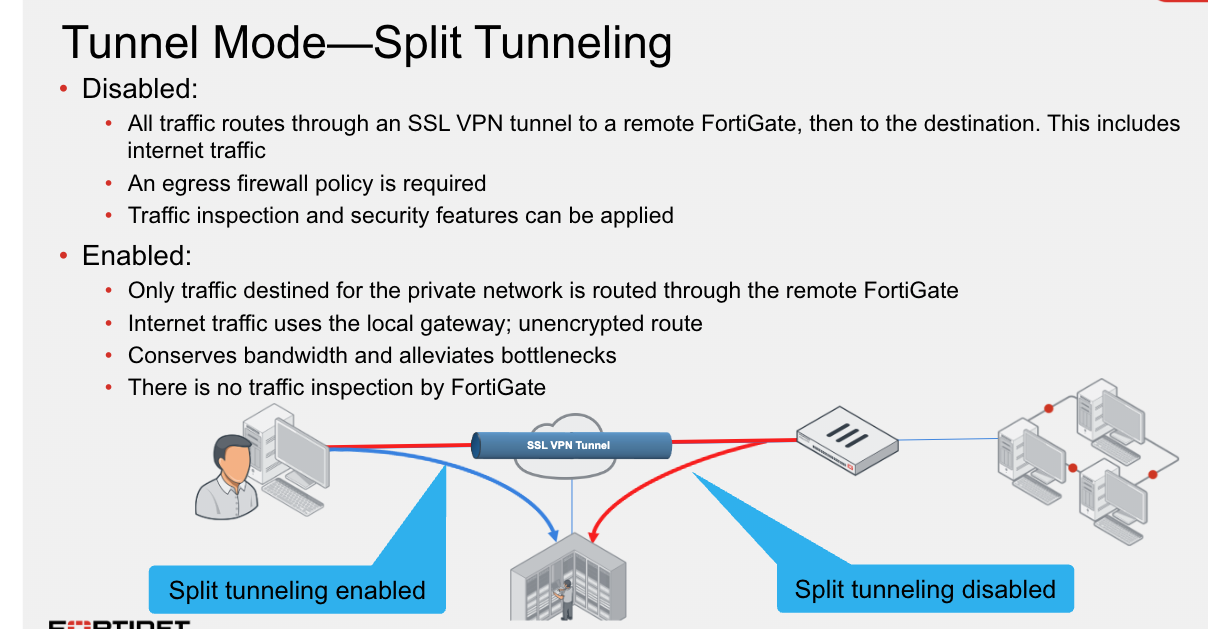 Tunnel Mode—Split Tunneling
• Disabled:
• All traffic routes through an SSL VPN tunnel to a remote FortiGate, then to the destination. This includes
internet traffic
• An egress firewall policy is required
• Traffic inspection and security features can be applied
• Enabled:
• Only traffic destined for the private network is routed through the remote FortiGate
• Internet traffic uses the local gateway; unencrypted route
• Conserves bandwidth and alleviates bottlenecks
• There is no traffic inspection by FortiGate
SSL VPN Tunnel
Split tunneling enabled
Split tunneling disabled
FORTINET